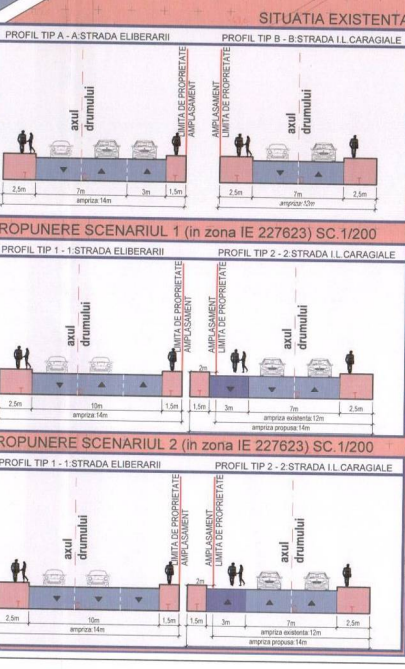 SITUATIA EXISTENTA
PROFIL TIP A - A:STRADA ELIBERARII
PROFIL TIP B - B:STRADA I.L.CARAGIALE
axul drumului
LIMITA DE PROPRIETATE
AMPLASAMENT
2,5m 7m 3m 1,5m
ampriza:14m
LIMITA DE PROPRIETATE
AMPLASAMENT
axul drumului
2,5m 7m 2,5m
ampriza:12m
ROPUNERE SCENARIUL 1 (in zona IE 227623) SC.1/200
PROFIL TIP 1 - 1:STRADA ELIBERARII
PROFIL TIP 2 - 2:STRADA I.L.CARAGIALE
axul drumului
LIMITA DE PROPRIETATE
AMPLASAMENT
2,5m 10m 1,5m
ampriza:14m
AMPLASAMENT
LIMITA DE PROPRIETATE
axul drumului
2m
1,5m 3m 7m 2,5m
ampriza existenta:12m
ampriza propusa:14m
ROPUNERE SCENARIUL 2 (in zona IE 227623) SC.1/200
PROFIL TIP 1 - 1:STRADA ELIBERARII
PROFIL TIP 2 - 2:STRADA I.L.CARAGIALE
axul drumului
LIMITA DE PROPRIETATE
AMPLASAMENT
2,5m 10m 1,5m
ampriza:14m
AMPLASAMENT
LIMITA DE PROPRIETATE
axul drumului
2m
1,5m 3m 7m 2,5m
ampriza existenta:12m
ampriza propusa:14m